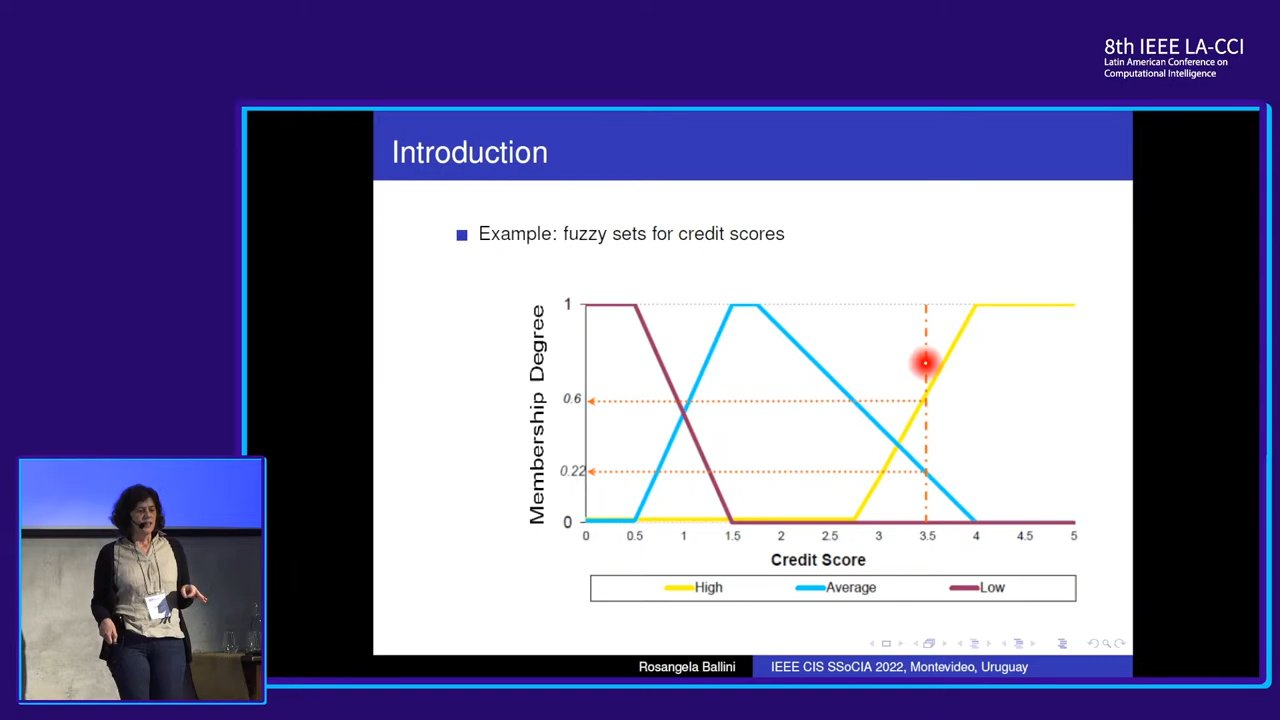 8th IEEE LA-CCI
Latin American Conference on
Computational Intelligence
Introduction
Example: fuzzy sets for credit scores
Membership Degree
1
0.6
0.22
0
0 0.5 1 1.5 2 2.5 3 3.5 4 4.5 5
Credit Score
High Average Low
Rosangela Ballini IEEE CIS SSoCIA 2022, Montevideo, Uruguay